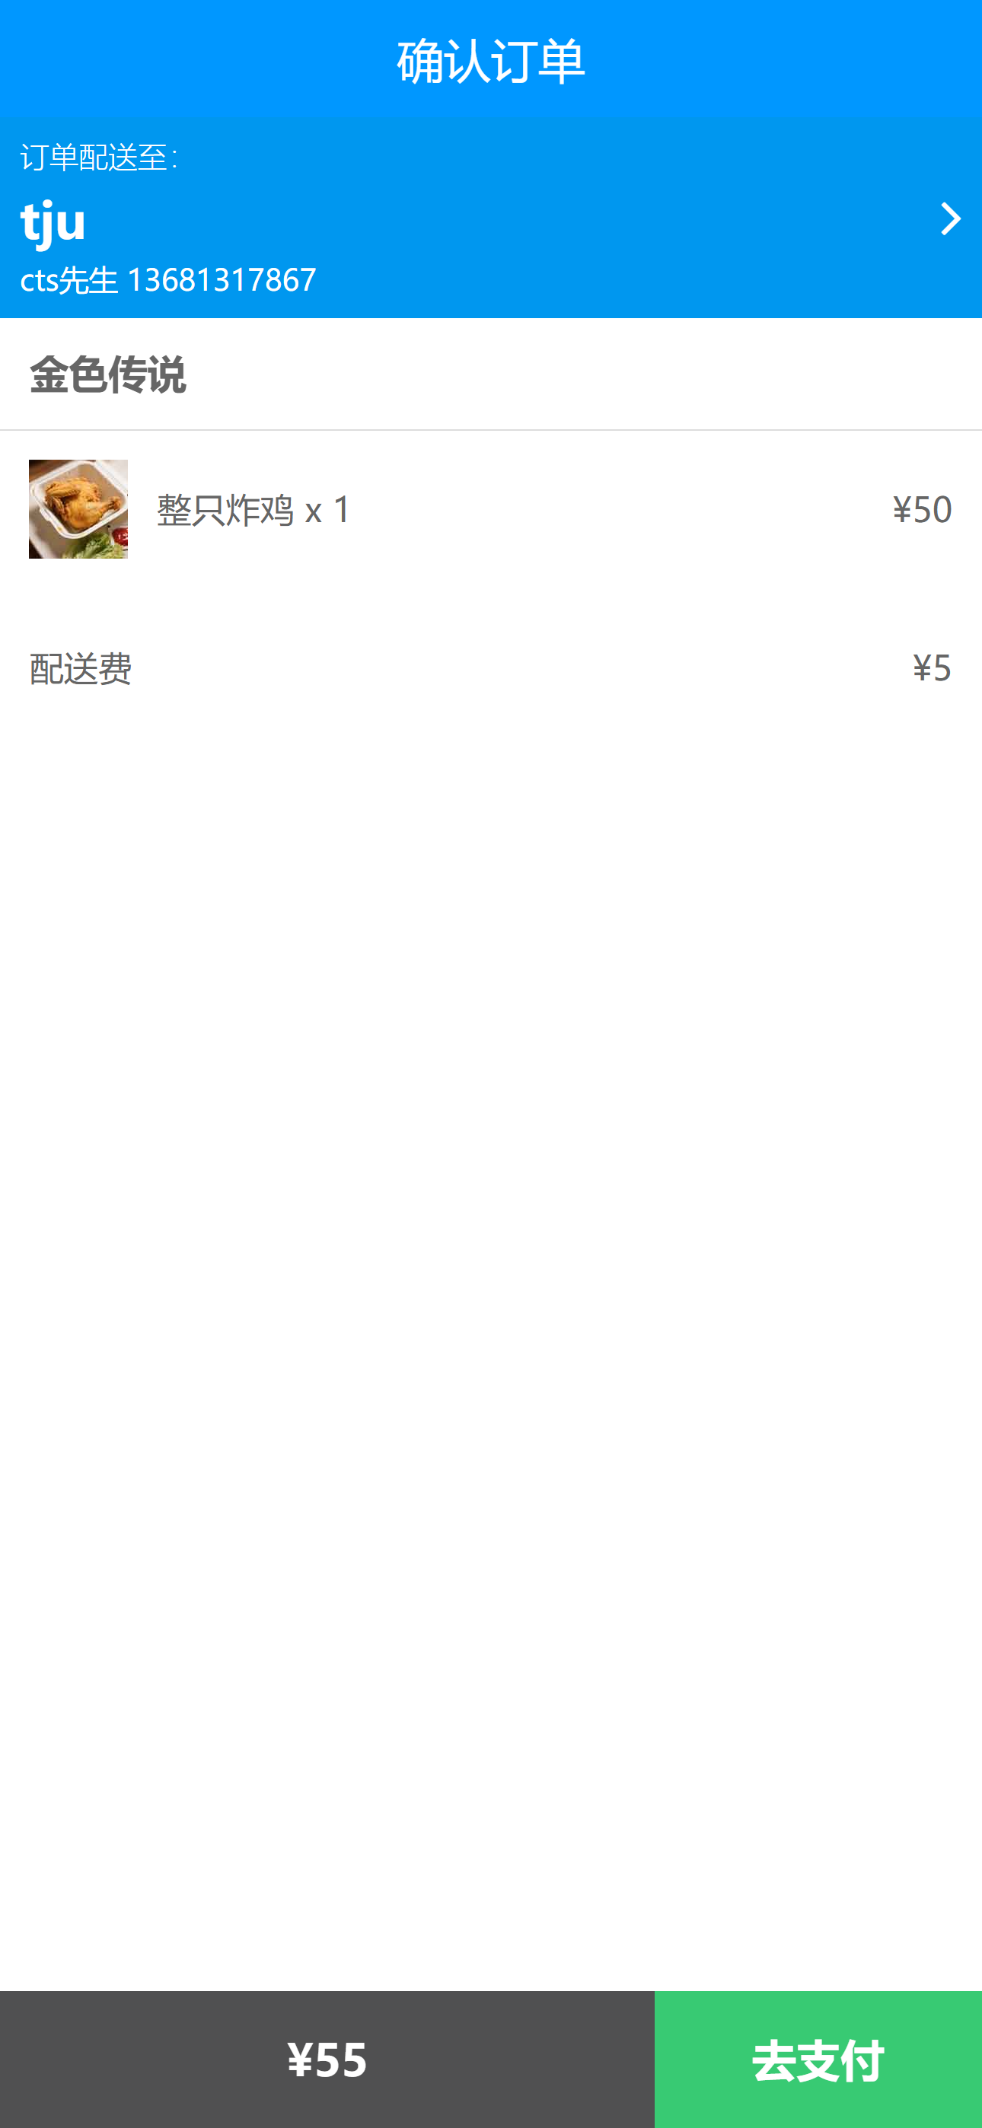 确认订单
订单配送至:
tju
cts先生 13681317867
金色传说
整只炸鸡 x 1 ¥50
配送费 ¥5
¥55 去支付